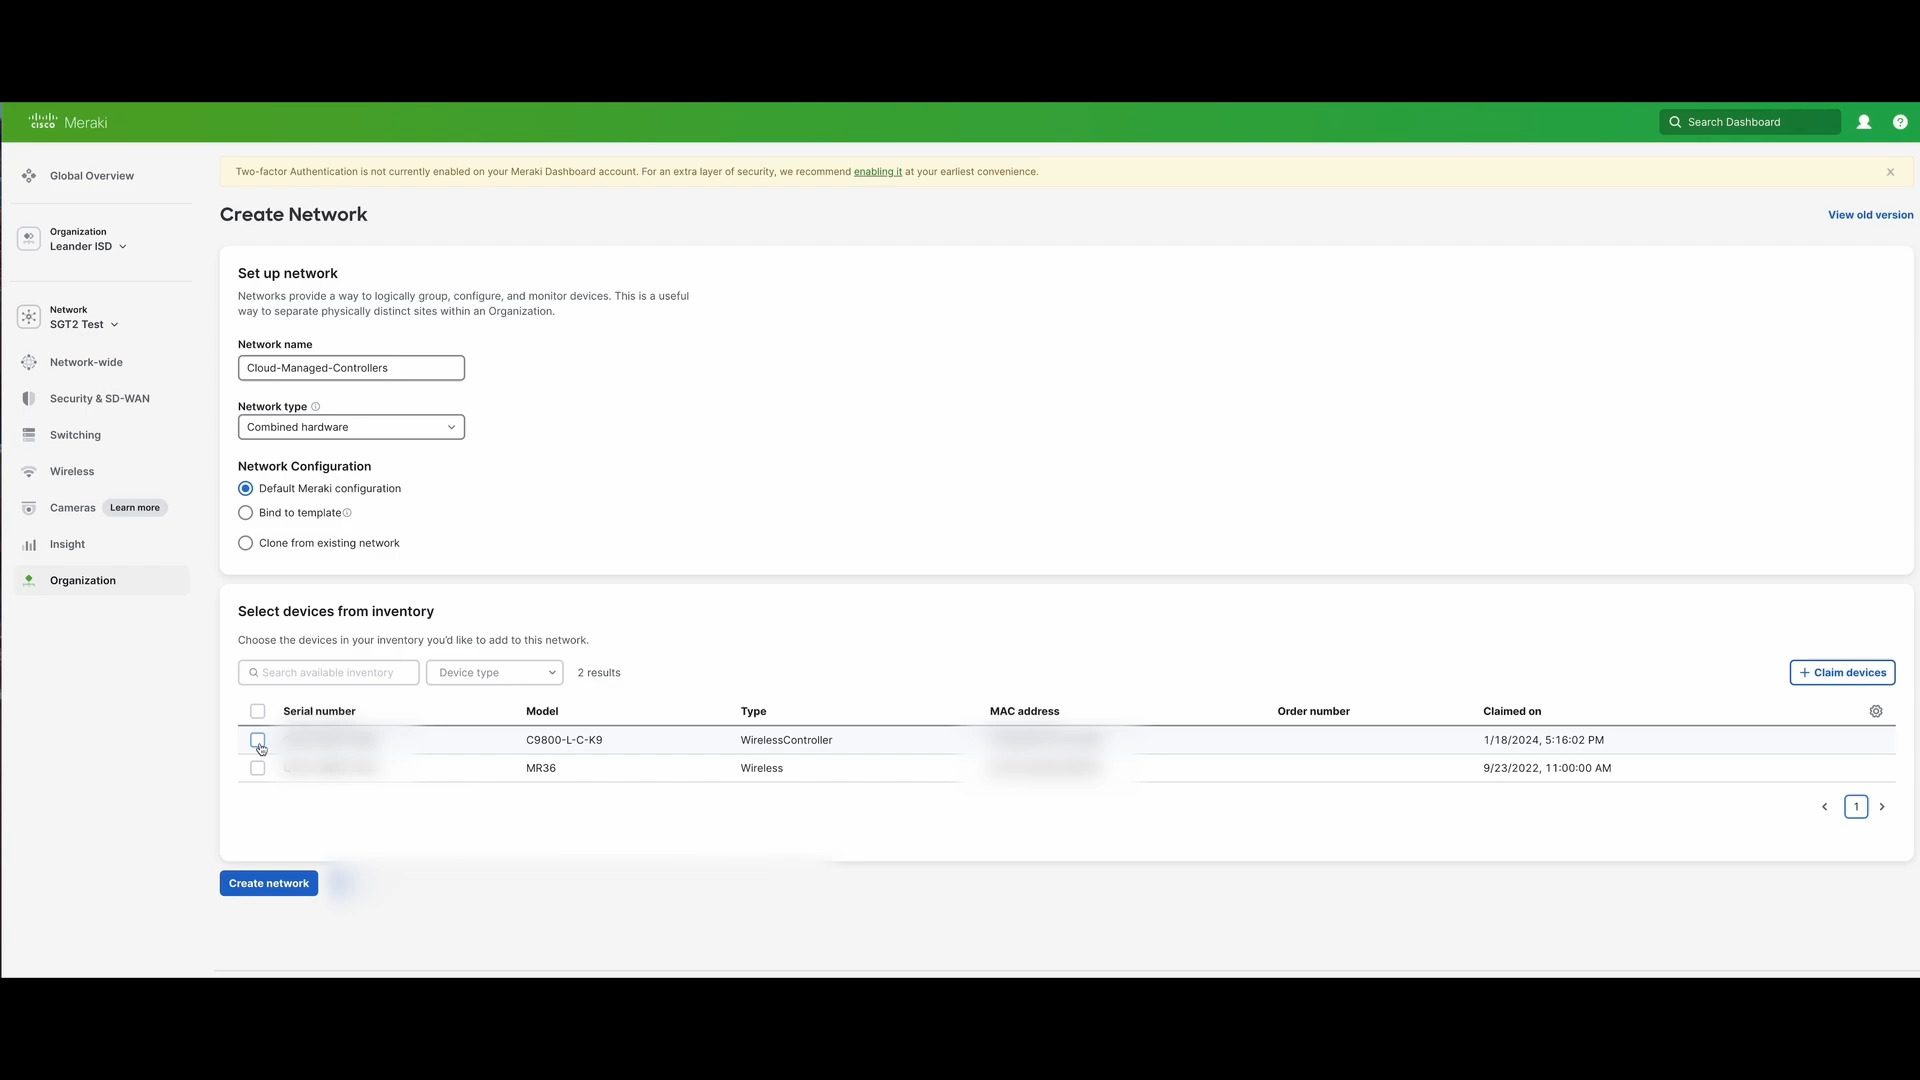 cisco Meraki
Search Dashboard
Global Overview
Two-factor Authentication is not currently enabled on your Meraki Dashboard account. For an extra layer of security, we recommend enabling it at your earliest convenience.
Create Network
View old version
Organization
Leander ISD
Network
SGT2 Test
Network-wide
Security & SD-WAN
Switching
Wireless
Cameras Learn more
Insight
Organization
Set up network
Networks provide a way to logically group, configure, and monitor devices. This is a useful
way to separate physically distinct sites within an Organization.
Network name
Cloud-Managed-Controllers
Network type
Combined hardware
Network Configuration
Default Meraki configuration
Bind to template
Clone from existing network
Select devices from inventory
Choose the devices in your inventory you'd like to add to this network.
Search available inventory Device type 2 results + Claim devices
Serial number Model Type MAC address Order number Claimed on
C9800-L-C-K9 WirelessController 1/18/2024, 5:16:02 PM
MR36 Wireless 9/23/2022, 11:00:00 AM
1
Create network